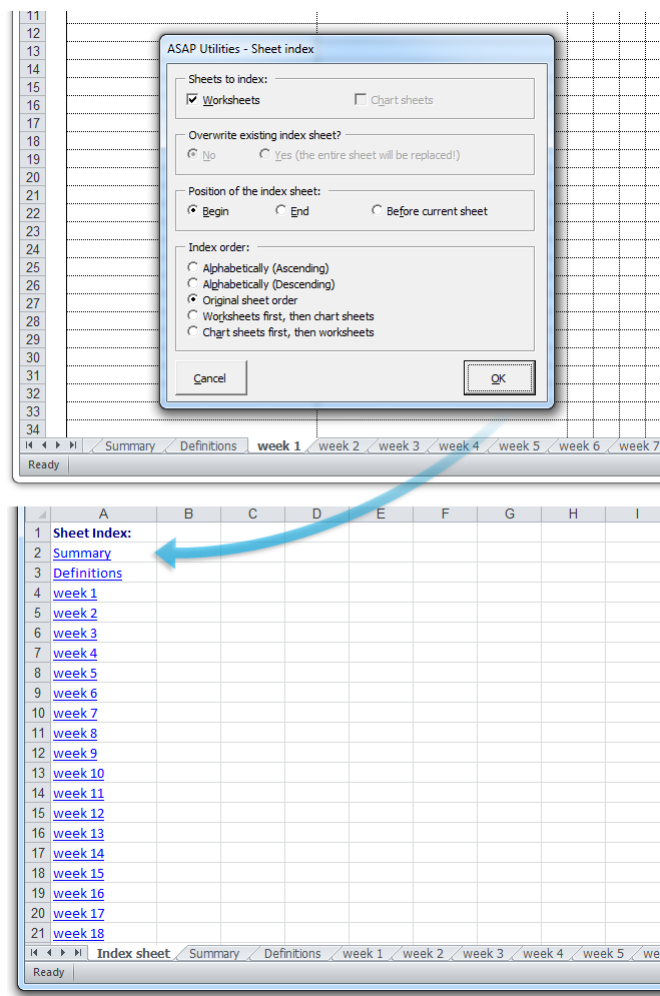 11
12
13
14
15
16
17
18
19
20
21
22
23
24
25
26
27
28
29
30
31
32
33
34
ASAP Utilities - Sheet index
Sheets to index:
Worksheets Chart sheets
Overwrite existing index sheet?
No Yes (the entire sheet will be replaced!)
Position of the index sheet:
Begin End Before current sheet
Index order:
Alphabetically (Ascending)
Alphabetically (Descending)
Original sheet order
Worksheets first, then chart sheets
Chart sheets first, then worksheets
Cancel OK
Summary Definitions week 1 week 2 week 3 week 4 week 5 week 6 week 7
Ready
A B C D E F G H I
1 Sheet Index:
2 Summary
3 Definitions
4 week 1
5 week 2
6 week 3
7 week 4
8 week 5
9 week 6
10 week 7
11 week 8
12 week 9
13 week 10
14 week 11
15 week 12
16 week 13
17 week 14
18 week 15
19 week 16
20 week 17
21 week 18
Index sheet Summary Definitions week 1 week 2 week 3 week 4 week 5 we
Ready